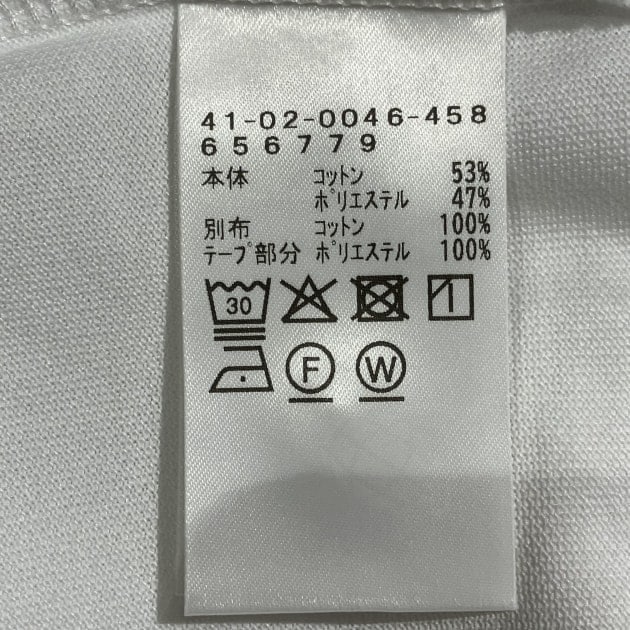 41-02-0046-458
656779
本体 コットン 53%
ポリエステル 47%
別布 コットン 100%
テープ部分 ポリエステル 100%
30
F W